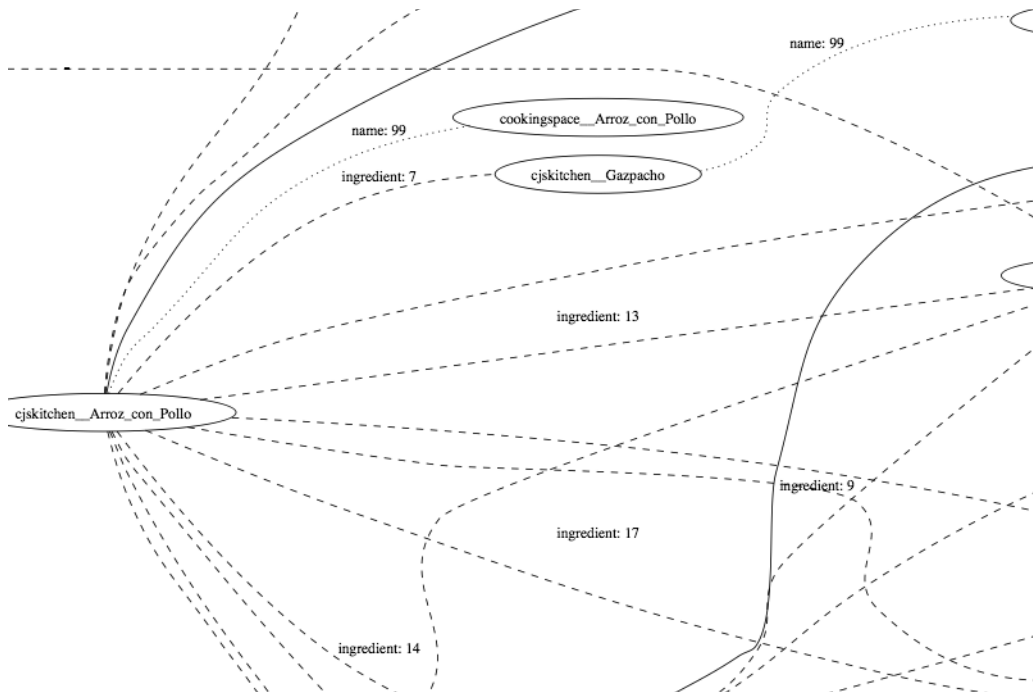 name: 99
cookingspace__Arroz_con_Pollo
name: 99
ingredient: 7
cjskitchen__Gazpacho
ingredient: 13
cjskitchen__Arroz_con_Pollo
ingredient: 9
ingredient: 17
ingredient: 14